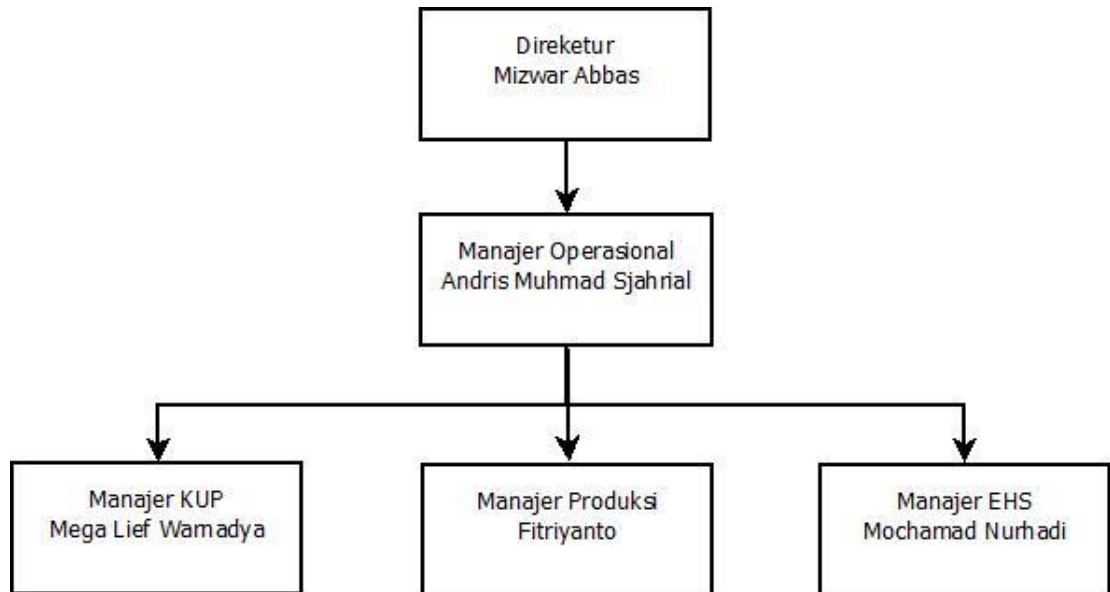 Direketur
Mizwar Abbas
Manajer Operasional
Andris Muhmad Sjahrial
Manajer KUP
Mega Lief Wamadya
Manajer Produksi
Fitriyanto
Manajer EHS
Mochamad Nurhadi